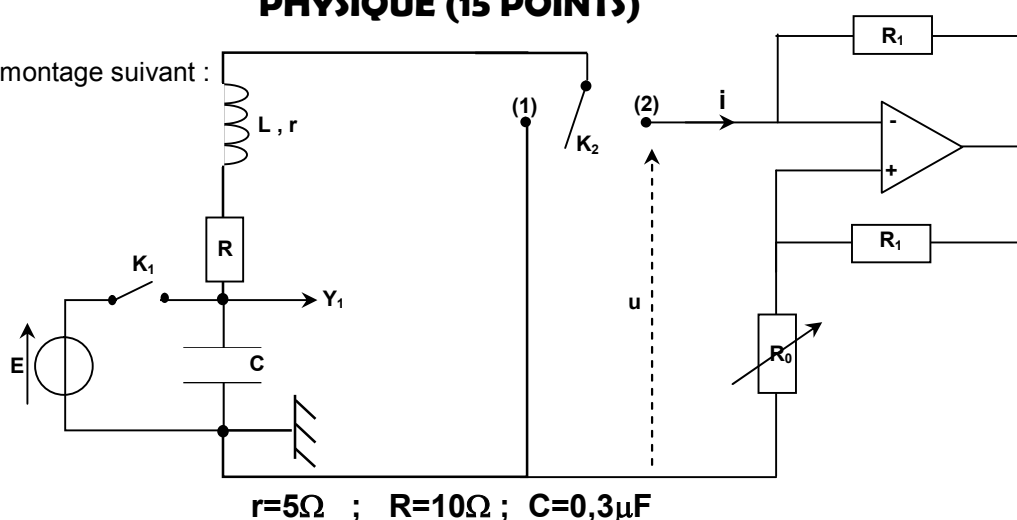 PHYSIQUE (15 POINTS)
R₁
montage suivant :
(1)
(2)
i
L , r
K₂
-
+
R
R₁
K₁
Y₁
u
E
C
R₀
r=5Ω ; R=10Ω ; C=0,3µF